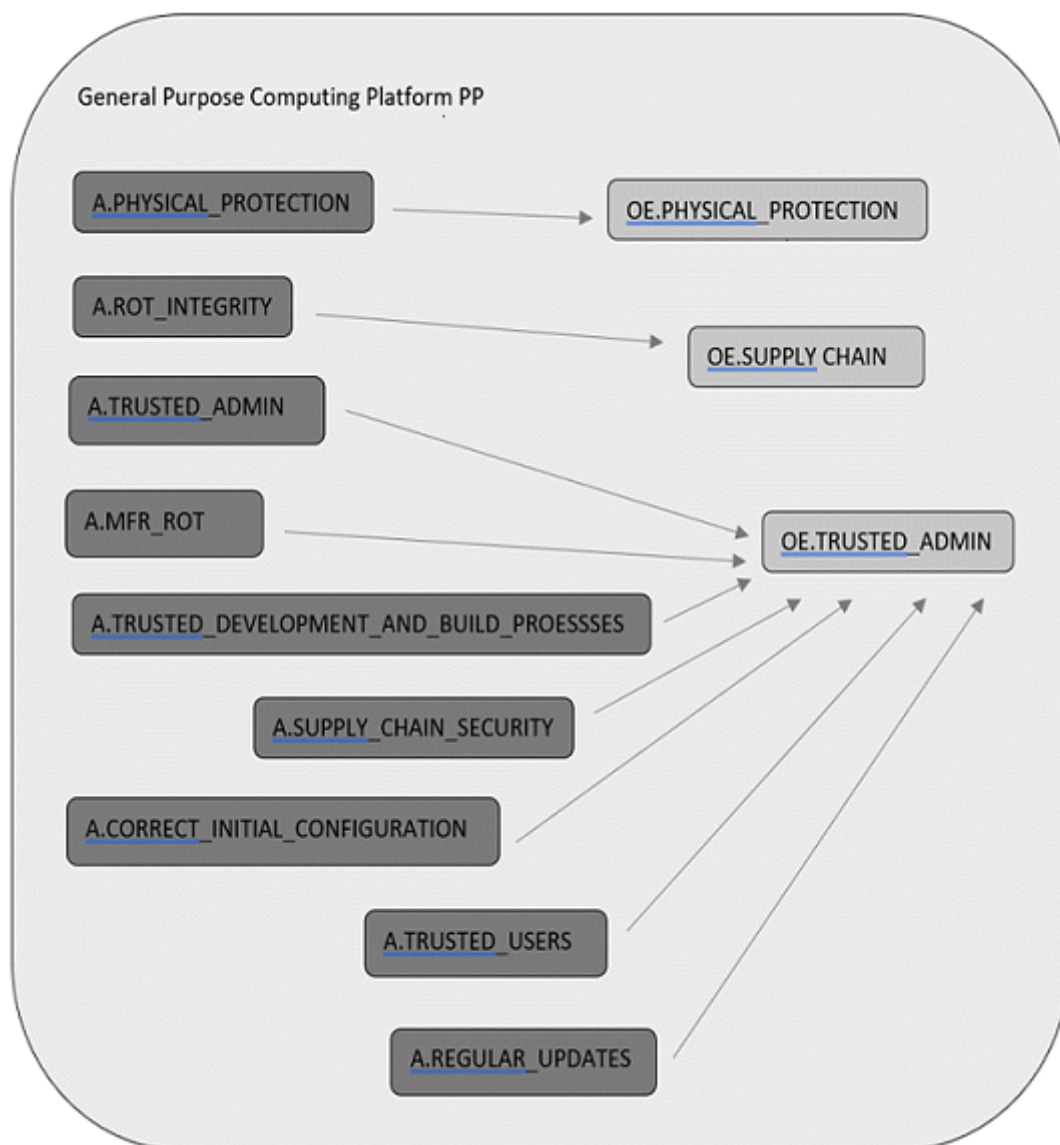 General Purpose Computing Platform PP
A.PHYSICAL_PROTECTION
OE.PHYSICAL_PROTECTION
A.ROT_INTEGRITY
OE.SUPPLY CHAIN
A.TRUSTED_ADMIN
A.MFR_ROT
OE.TRUSTED_ADMIN
A.TRUSTED_DEVELOPMENT_AND_BUILD_PROESSSES
A.SUPPLY_CHAIN_SECURITY
A.CORRECT_INITIAL_CONFIGURATION
A.TRUSTED_USERS
A.REGULAR_UPDATES